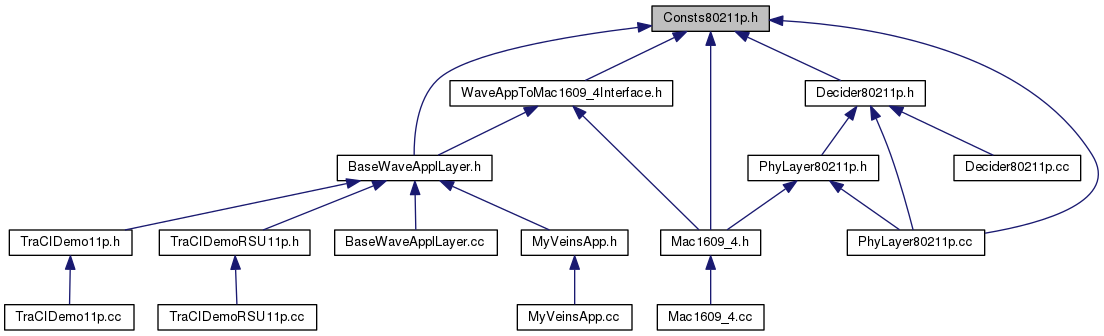 Consts80211p.h
WaveAppToMac1609_4Interface.h
Decider80211p.h
BaseWaveApplLayer.h
PhyLayer80211p.h
Decider80211p.cc
TraCIDemo11p.h
TraCIDemoRSU11p.h
BaseWaveApplLayer.cc
MyVeinsApp.h
Mac1609_4.h
PhyLayer80211p.cc
TraCIDemo11p.cc
TraCIDemoRSU11p.cc
MyVeinsApp.cc
Mac1609_4.cc